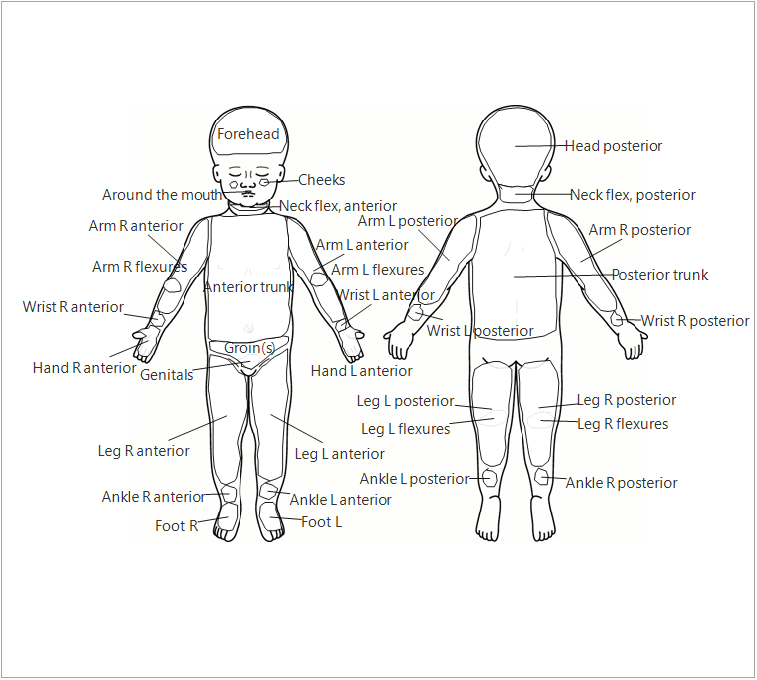 Forehead
Head posterior
Cheeks
Around the mouth
Neck flex, anterior
Neck flex, posterior
Arm R anterior
Arm L posterior
Arm R posterior
Arm L anterior
Arm R flexures
Arm L flexures
Posterior trunk
Anterior trunk
Wrist L anterior
Wrist R anterior
Wrist R posterior
Wrist L posterior
Groin(s)
Hand R anterior
Genitals
Hand L anterior
Leg L posterior
Leg R posterior
Leg L flexures
Leg R flexures
Leg R anterior
Leg L anterior
Ankle L posterior
Ankle R posterior
Ankle R anterior
Ankle L anterior
Foot R
Foot L